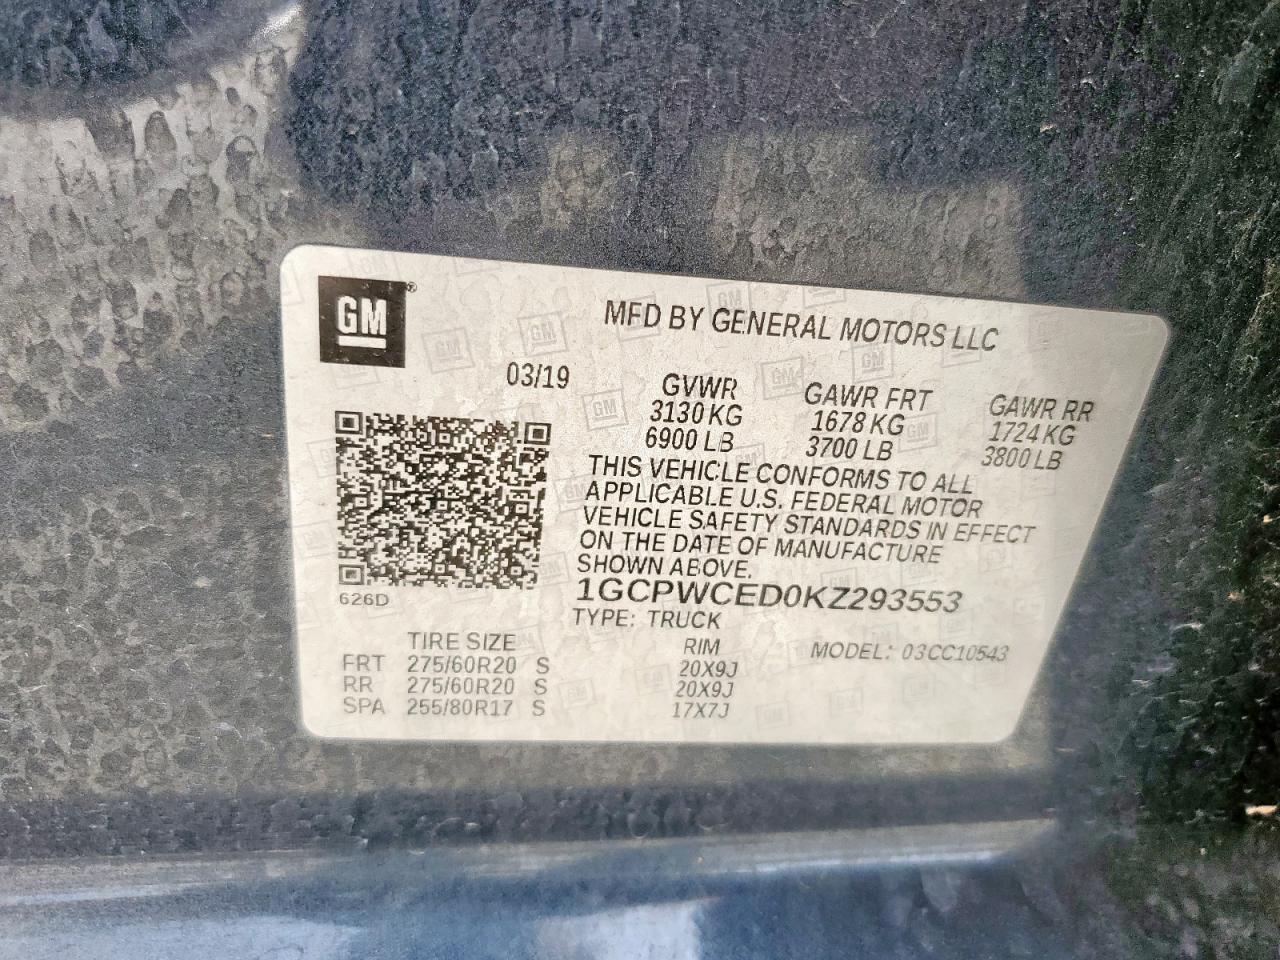 GM®
MFD BY GENERAL MOTORS LLC
03/19
GVWR GAWR FRT GAWR RR
3130 KG 1678 KG 1724 KG
6900 LB 3700 LB 3800 LB
THIS VEHICLE CONFORMS TO ALL
APPLICABLE U.S. FEDERAL MOTOR
VEHICLE SAFETY STANDARDS IN EFFECT
ON THE DATE OF MANUFACTURE
SHOWN ABOVE.
626D
1GCPWCED0KZ293553
TYPE: TRUCK
TIRE SIZE RIM MODEL: 03CC10543
FRT 275/60R20 S 20X9J
RR 275/60R20 S 20X9J
SPA 255/80R17 S 17X7J